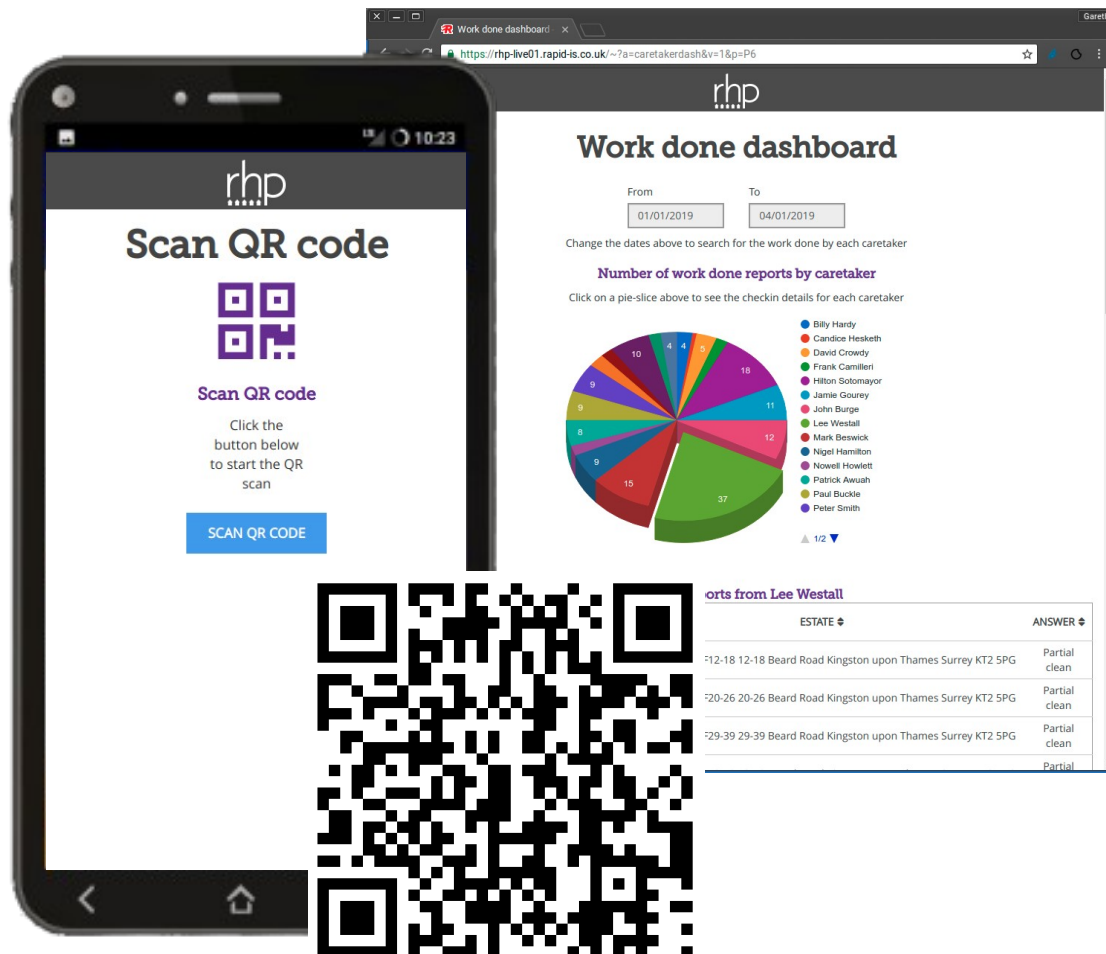 10:23
rhp
Scan QR code
Scan QR code
Click the
button below
to start the QR
scan
SCAN QR CODE
Work done dashboard
Garet
https://rhp-live01.rapid-is.co.uk/~?a=caretakerdash&v=1&p=P6
rhp
Work done dashboard
From To
01/01/2019 04/01/2019
Change the dates above to search for the work done by each caretaker
Number of work done reports by caretaker
Click on a pie-slice above to see the checkin details for each caretaker
4 4 5 18 11 12 37 15 9 8 9 9 10
Billy Hardy
Candice Hesketh
David Crowdy
Frank Camilleri
Hilton Sotomayor
Jamie Gourey
John Burge
Lee Westall
Mark Beswick
Nigel Hamilton
Nowell Howlett
Patrick Awuah
Paul Buckle
Peter Smith
1/2
orts from Lee Westall
ESTATE ANSWER
F12-18 12-18 Beard Road Kingston upon Thames Surrey KT2 5PG Partial
clean
F20-26 20-26 Beard Road Kingston upon Thames Surrey KT2 5PG Partial
clean
F29-39 29-39 Beard Road Kingston upon Thames Surrey KT2 5PG Partial
clean
Partial